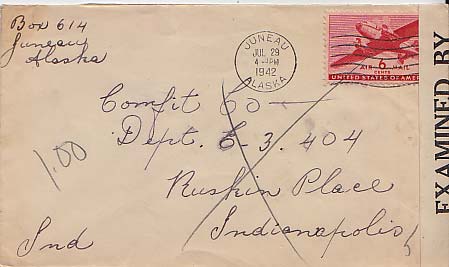 Box 614
Juneau
Alaska
JUNEAU
JUL 29
4-PM
1942
ALASKA
AIR 6 MAIL
CENTS
UNITED STATES OF AMERICA
EXAMINED BY
Comfit Co
Dept. E-3. 404
Ruskin Place
Indianapolis
Ind
1.00